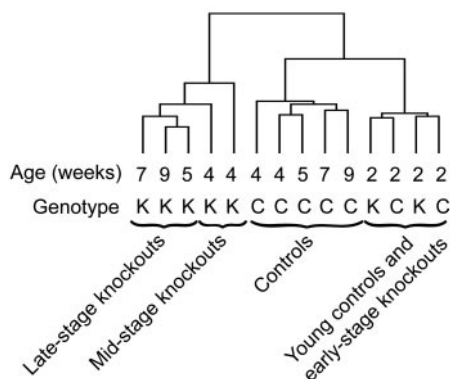 Age (weeks) 7 9 5 4 4 4 4 5 7 9 2 2 2 2
Genotype K K K K K C C C C C K C K C
Late-stage knockouts
Mid-stage knockouts
Controls
Young controls and
early-stage knockouts